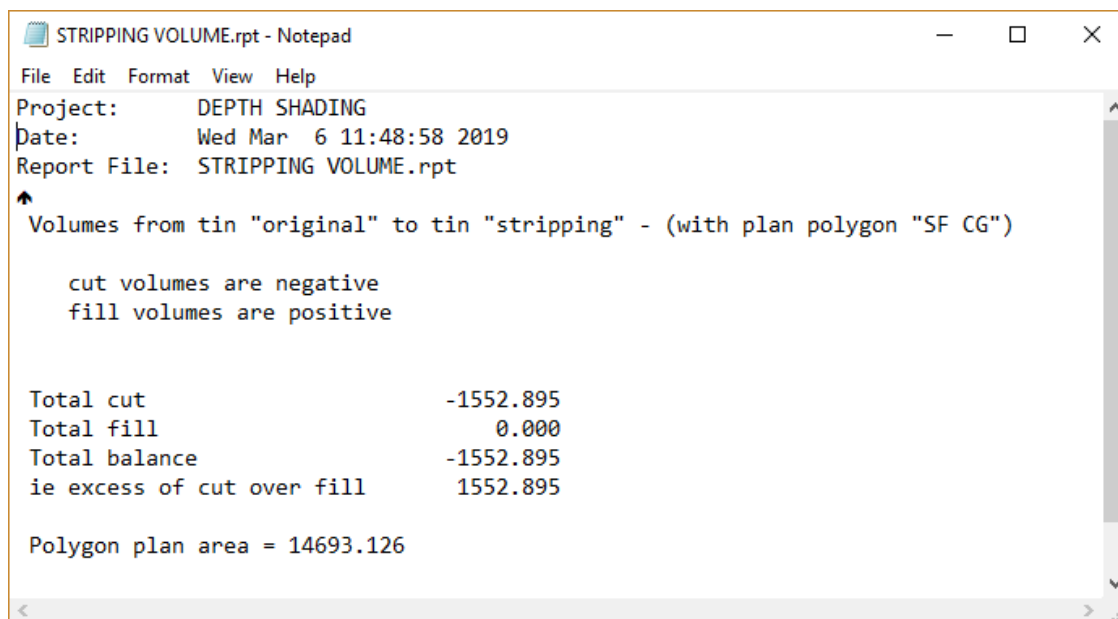 STRIPPING VOLUME.rpt - Notepad
File Edit Format View Help
Project: DEPTH SHADING
Date: Wed Mar  6 11:48:58 2019
Report File: STRIPPING VOLUME.rpt
Volumes from tin "original" to tin "stripping" - (with plan polygon "SF CG")
cut volumes are negative
fill volumes are positive
Total cut -1552.895
Total fill 0.000
Total balance -1552.895
ie excess of cut over fill 1552.895
Polygon plan area = 14693.126